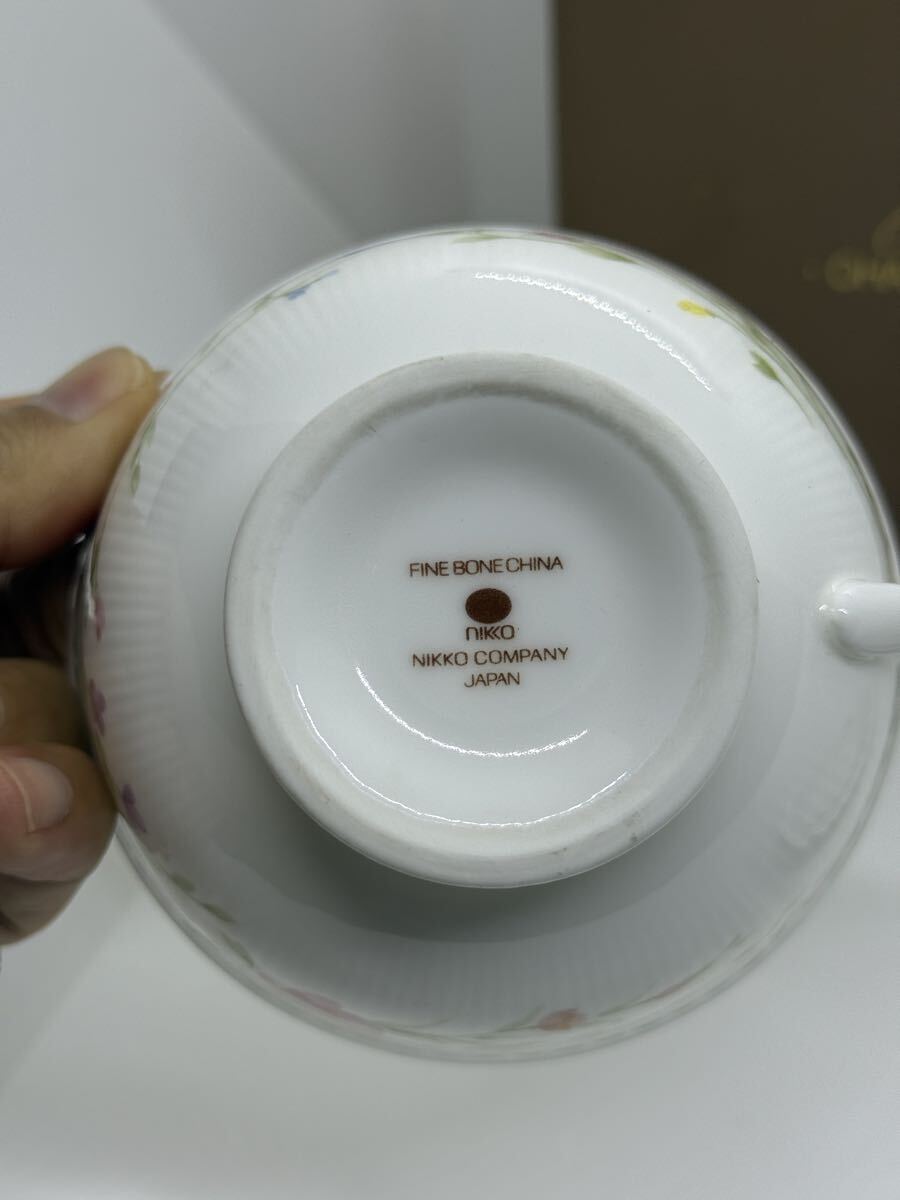 FINE BONE CHINA
nikko
NIKKO COMPANY
JAPAN